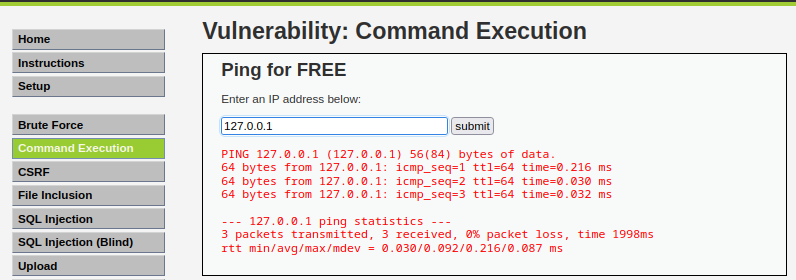 Home
Instructions
Setup
Brute Force
Command Execution
CSRF
File Inclusion
SQL Injection
SQL Injection (Blind)
Upload
Vulnerability: Command Execution
Ping for FREE
Enter an IP address below:
127.0.0.1 submit
PING 127.0.0.1 (127.0.0.1) 56(84) bytes of data.
64 bytes from 127.0.0.1: icmp_seq=1 ttl=64 time=0.216 ms
64 bytes from 127.0.0.1: icmp_seq=2 ttl=64 time=0.030 ms
64 bytes from 127.0.0.1: icmp_seq=3 ttl=64 time=0.032 ms
--- 127.0.0.1 ping statistics ---
3 packets transmitted, 3 received, 0% packet loss, time 1998ms
rtt min/avg/max/mdev = 0.030/0.092/0.216/0.087 ms